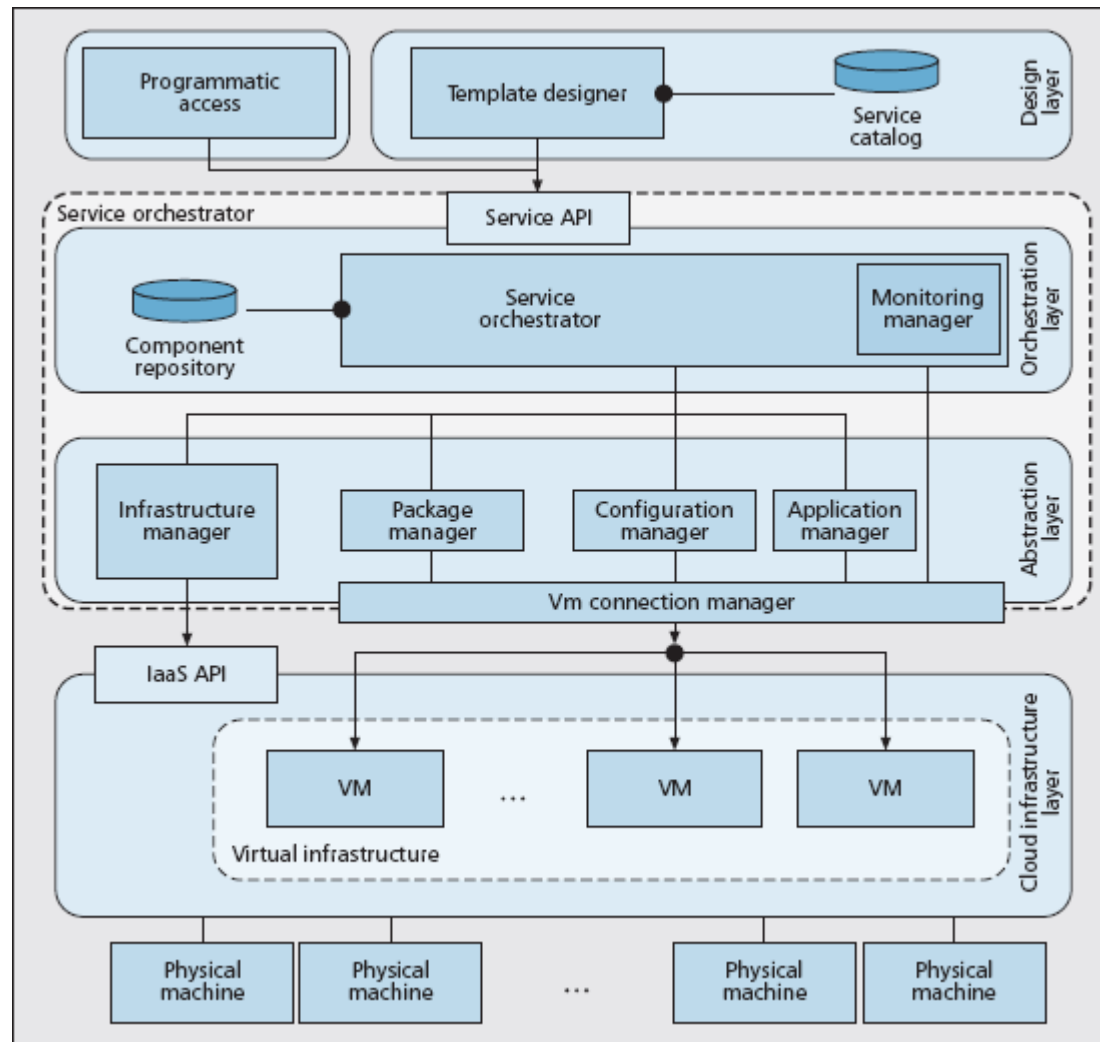 Programmatic
access
Template designer
Service
catalog
Design
layer
Service orchestrator
Service API
Component
repository
Service
orchestrator
Monitoring
manager
Orchestration
layer
Infrastructure
manager
Package
manager
Configuration
manager
Application
manager
Abstraction
layer
Vm connection manager
IaaS API
VM
...
VM
VM
Virtual infrastructure
Cloud infrastructure
layer
Physical
machine
Physical
machine
...
Physical
machine
Physical
machine